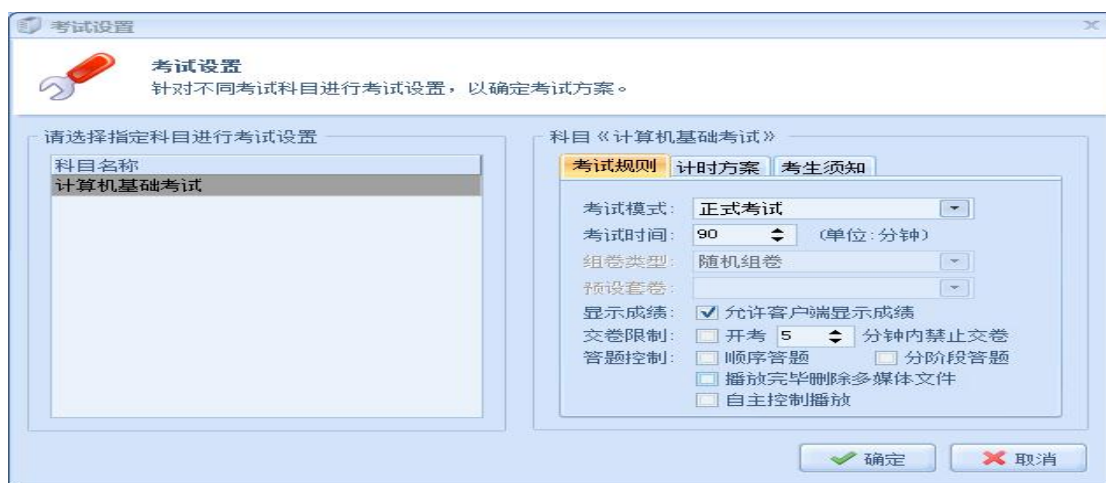 考试设置
考试设置
针对不同考试科目进行考试设置，以确定考试方案。
请选择指定科目进行考试设置
科目名称
计算机基础考试
科目《计算机基础考试》
考试规则 计时方案 考生须知
考试模式： 正式考试
考试时间： 90 （单位：分钟）
组卷类型： 随机组卷
预设套卷：
显示成绩： 允许客户端显示成绩
交卷限制： 开考 5 分钟内禁止交卷
答题控制： 顺序答题 分阶段答题
播放完毕删除多媒体文件
自主控制播放
确定 取消